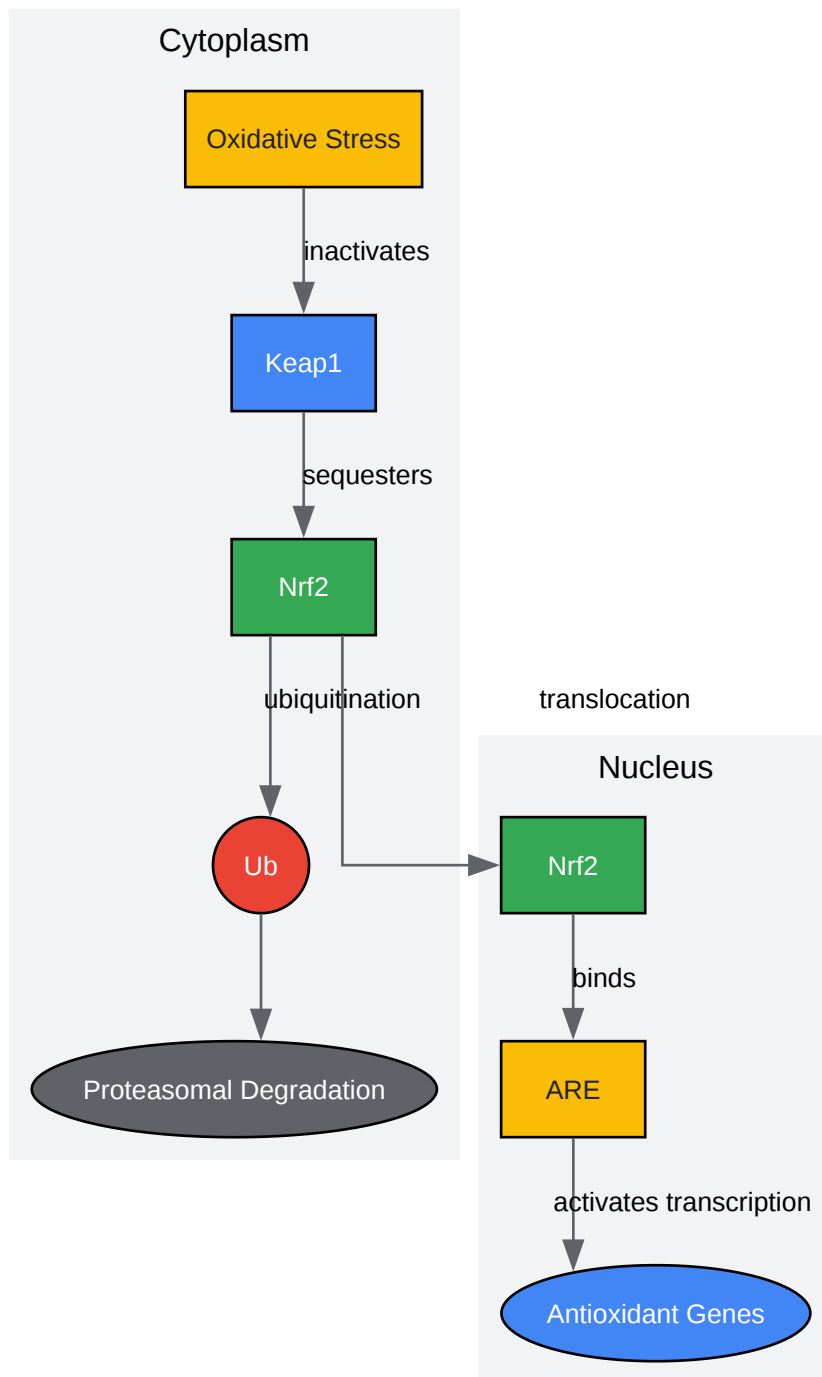 Cytoplasm
Oxidative Stress
inactivates
Keap1
sequesters
Nrf2
ubiquitination
translocation
Nucleus
Ub
Nrf2
binds
Proteasomal Degradation
ARE
activates transcription
Antioxidant Genes